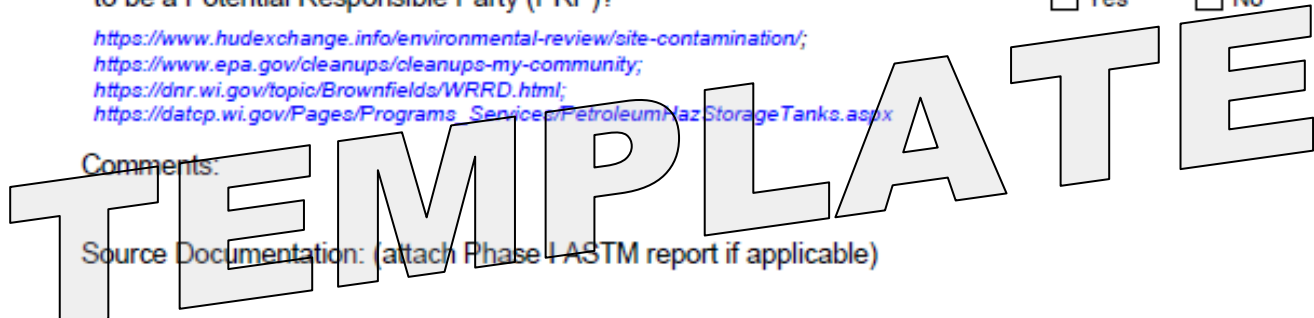 to be a Potential Responsible Party (PRP)? Yes No
https://www.hudexchange.info/environmental-review/site-contamination/;
https://www.epa.gov/cleanups/cleanups-my-community;
https://dnr.wi.gov/topic/Brownfields/WRRD.html;
https://datcp.wi.gov/Pages/Programs_Services/PetroleumHazStorageTanks.aspx
Comments:
Source Documentation: (attach Phase I ASTM report if applicable)
TEMPLATE